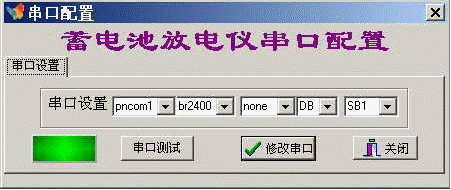 串口配置
蓄电池放电仪串口配置
串口设置
串口设置 pncom1 br2400 none DB SB1
串口测试 修改串口 关闭